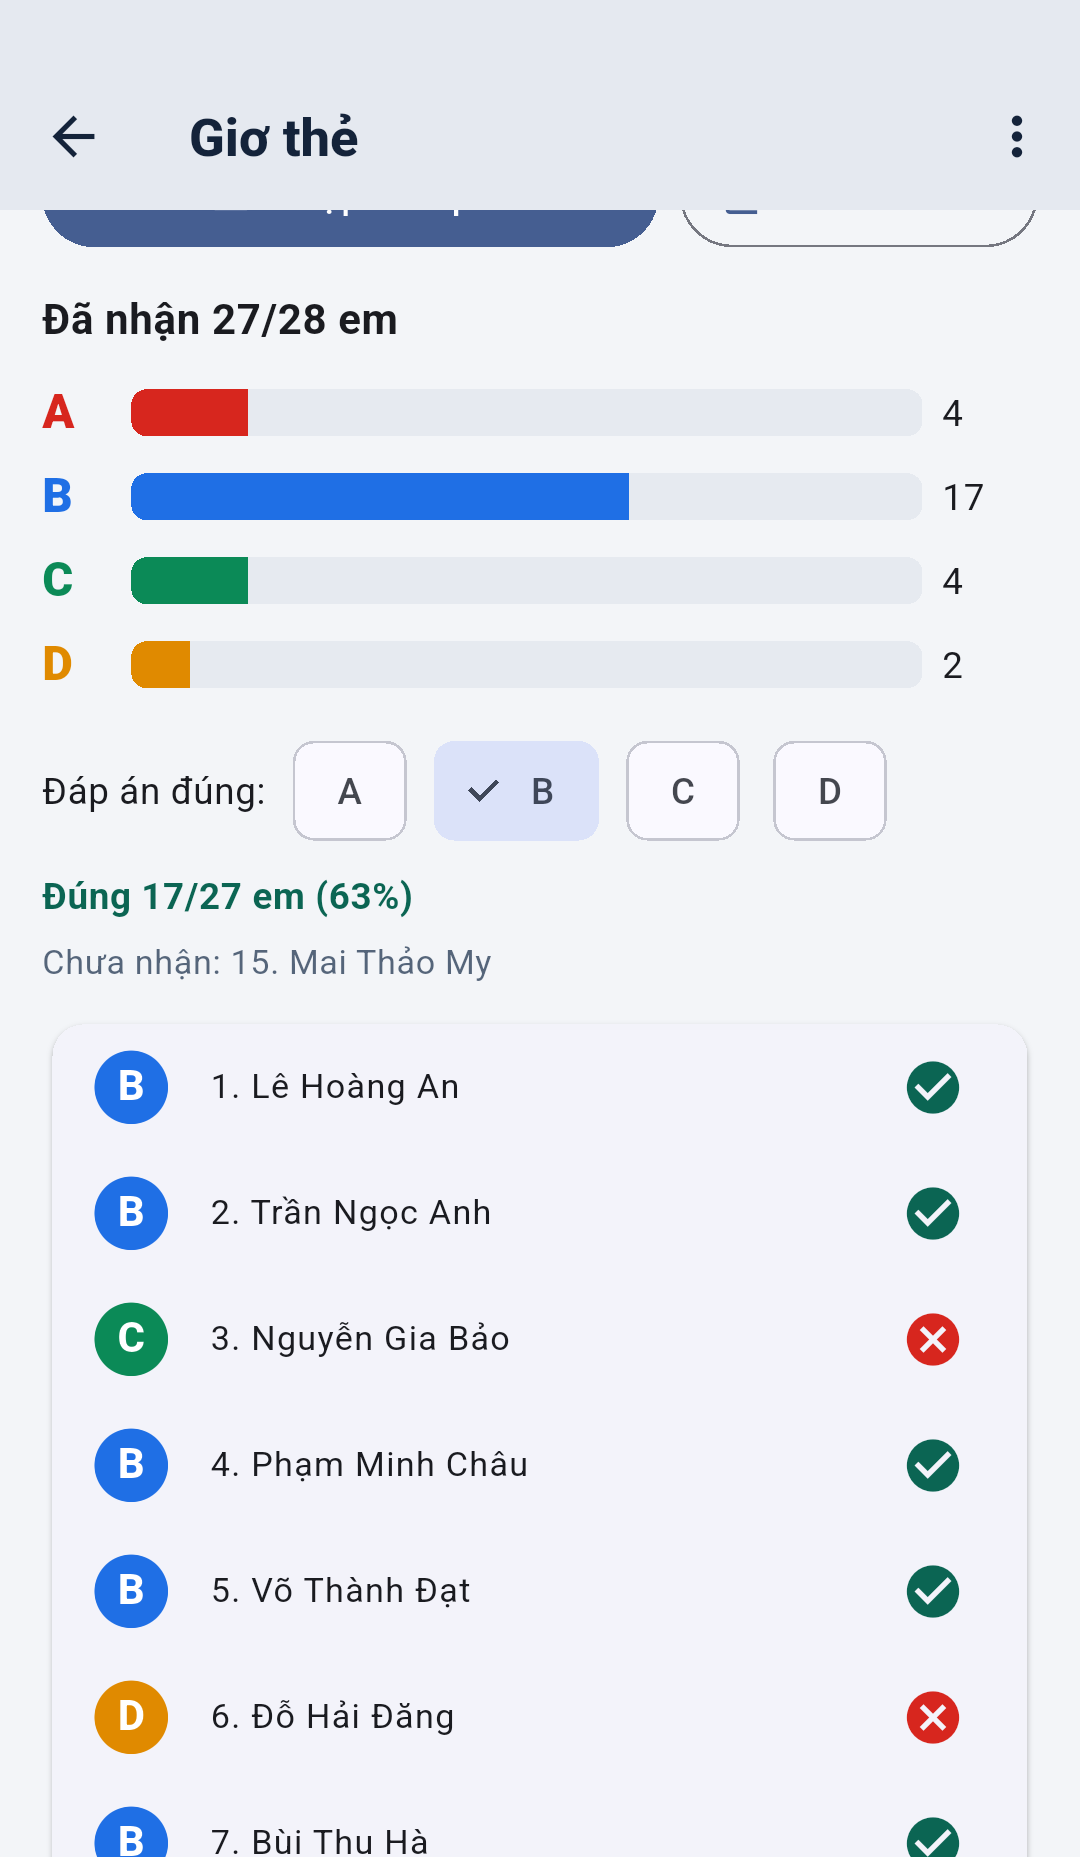 Giơ thẻ
Đã nhận 27/28 em
A 4
B 17
C 4
D 2
Đáp án đúng: A B C D
Đúng 17/27 em (63%)
Chưa nhận: 15. Mai Thảo My
B 1. Lê Hoàng An
B 2. Trần Ngọc Anh
C 3. Nguyễn Gia Bảo
B 4. Phạm Minh Châu
B 5. Võ Thành Đạt
D 6. Đỗ Hải Đăng
B 7. Bùi Thu Hà